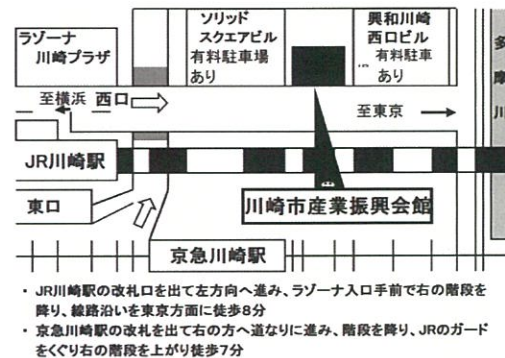 ラゾーナ
川崎プラザ
ソリッド
スクエアビル
有料駐車場
あり
興和川崎
西口ビル
有料駐車
あり
多
摩
川
至横浜 西口
至東京
JR川崎駅
東口
川崎市産業振興会館
京急川崎駅
・ JR川崎駅の改札口を出て左方向へ進み、ラゾーナ入口手前で右の階段を
降り、線路沿いを東京方面に徒歩8分
・ 京急川崎駅の改札を出て右の方へ道なりに進み、階段を降り、JRのガード
をくぐり右の階段を上がり徒歩7分